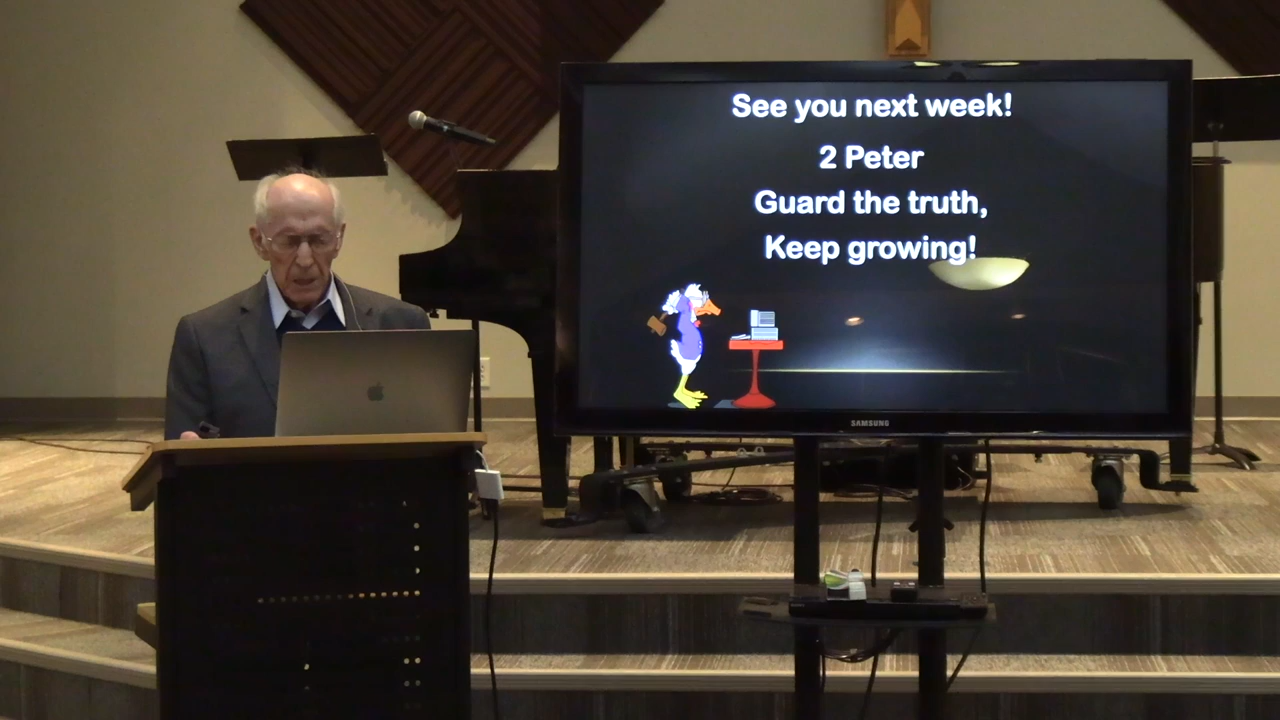 See you next week!
2 Peter
Guard the truth,
Keep growing!
SAMSUNG